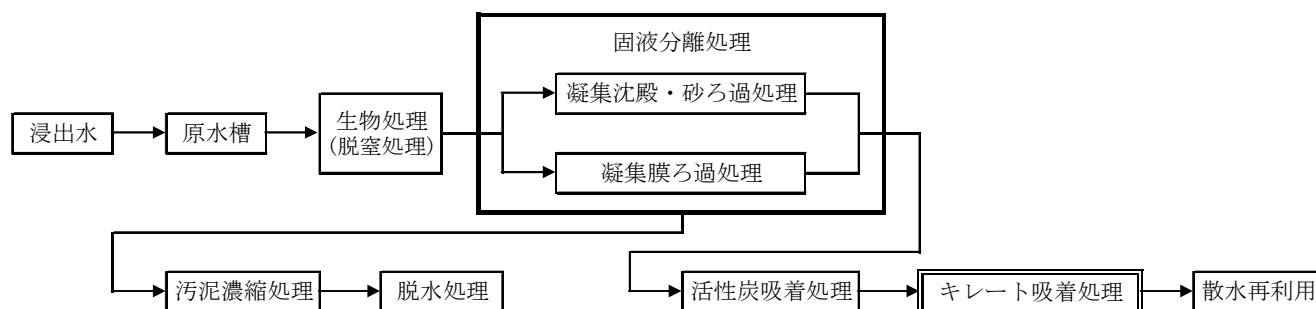 固液分離処理
凝集沈殿・砂ろ過処理
浸出水
原水槽
生物処理
(脱窒処理)
凝集膜ろ過処理
汚泥濃縮処理
脱水処理
活性炭吸着処理
キレート吸着処理
散水再利用